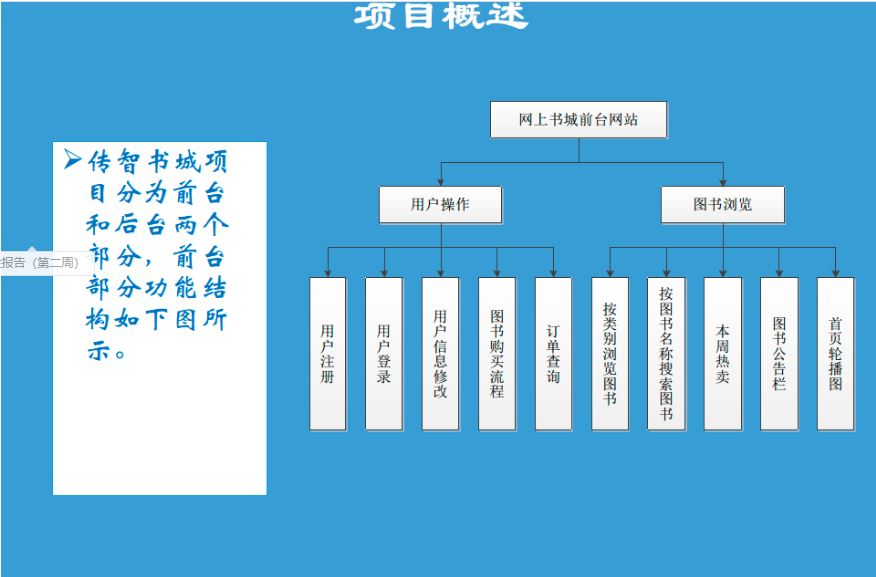 项目概述
网上书城前台网站
➢传智书城项
目分为前台
和后台两个
部分，前台
部分功能结
构如下图所
示。
报告（第二周）
用户操作
图书浏览
用户注册
用户登录
用户信息修改
图书购买流程
订单查询
按类别浏览图书
按图书名称搜索图书
本周热卖
图书公告栏
首页轮播图